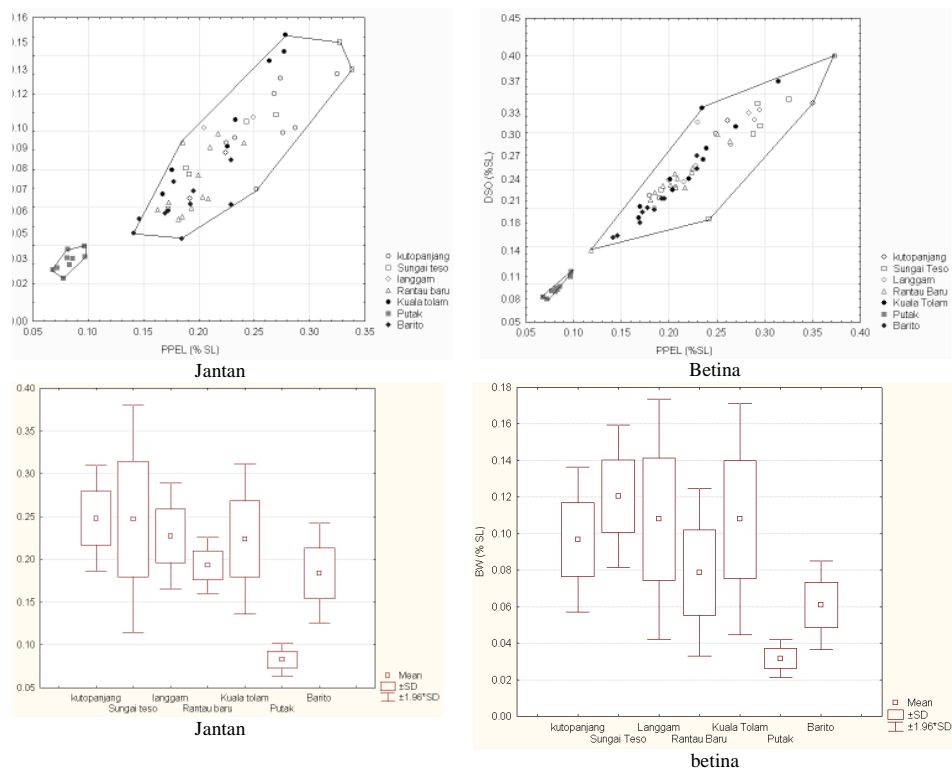 0.16
0.15
0.13
0.11
0.10
0.08
0.06
0.05
0.03
0.02
0.00
0.05 0.10 0.15 0.20 0.25 0.30 0.35
PPEL (% SL)
kutopanjang
Sungai teso
langgam
Rantau baru
Kuala tolam
Putak
Barito
Jantan
0.45
0.40
0.37
0.33
0.30
0.27
0.22
0.18
0.14
0.11
0.08
0.05
DSO (%SL)
0.05 0.10 0.15 0.20 0.25 0.30 0.35 0.40
PPEL (%SL)
kutopanjang
Sungai Teso
Langgam
Rantau Baru
Kuala Tolam
Putak
Barito
Betina
0.40
0.35
0.30
0.25
0.20
0.15
0.10
0.05
kutopanjang langgam Kuala tolam Barito
Sungai teso Rantau baru Putak
Mean
±SD
±1.96*SD
Jantan
0.18
0.16
0.14
0.12
0.10
0.08
0.06
0.04
0.02
0.00
BW (% SL)
kutopanjang Langgam Kuala Tolam Barito
Sungai Teso Rantau Baru Putak
Mean
±SD
±1.96*SD
betina